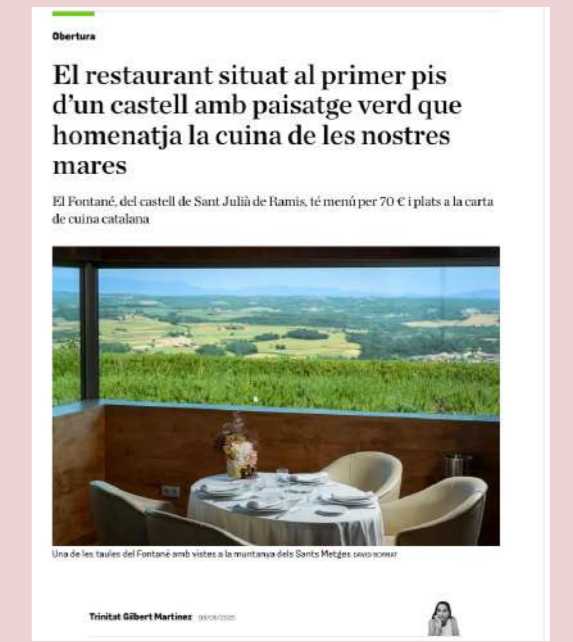 Obertura
El restaurant situat al primer pis
d'un castell amb paisatge verd que
homenatja la cuina de les nostres
mares
El Fontané, del castell de Sant Julià de Ramis, té menú per 70 € i plats a la carta
de cuina catalana
Una de les taules del Fontané amb vistes a la muntanya dels Sants Metges DAVID BORRAT
Trinitat Gilbert Martínez